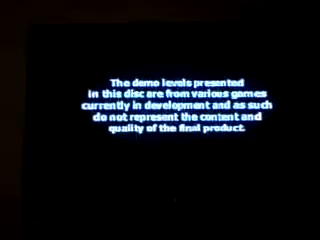 The demo levels presented
in this disc are from various games
currently in development and as such
do not represent the content and
quality of the final product.